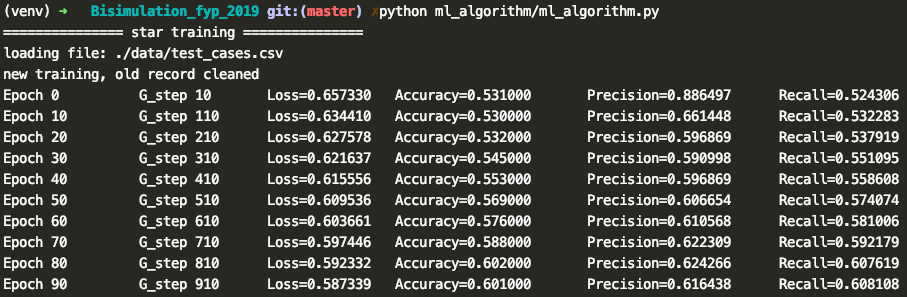 (venv) ➜ Bisimulation_fyp_2019 git:(master) ✗python ml_algorithm/ml_algorithm.py
=============== star training ===============
loading file: ./data/test_cases.csv
new training, old record cleaned
Epoch 0 G_step 10 Loss=0.657330 Accuracy=0.531000 Precision=0.886497 Recall=0.524306
Epoch 10 G_step 110 Loss=0.634410 Accuracy=0.530000 Precision=0.661448 Recall=0.532283
Epoch 20 G_step 210 Loss=0.627578 Accuracy=0.532000 Precision=0.596869 Recall=0.537919
Epoch 30 G_step 310 Loss=0.621637 Accuracy=0.545000 Precision=0.590998 Recall=0.551095
Epoch 40 G_step 410 Loss=0.615556 Accuracy=0.553000 Precision=0.596869 Recall=0.558608
Epoch 50 G_step 510 Loss=0.609536 Accuracy=0.569000 Precision=0.606654 Recall=0.574074
Epoch 60 G_step 610 Loss=0.603661 Accuracy=0.576000 Precision=0.610568 Recall=0.581006
Epoch 70 G_step 710 Loss=0.597446 Accuracy=0.588000 Precision=0.622309 Recall=0.592179
Epoch 80 G_step 810 Loss=0.592332 Accuracy=0.602000 Precision=0.624266 Recall=0.607619
Epoch 90 G_step 910 Loss=0.587339 Accuracy=0.601000 Precision=0.616438 Recall=0.608108